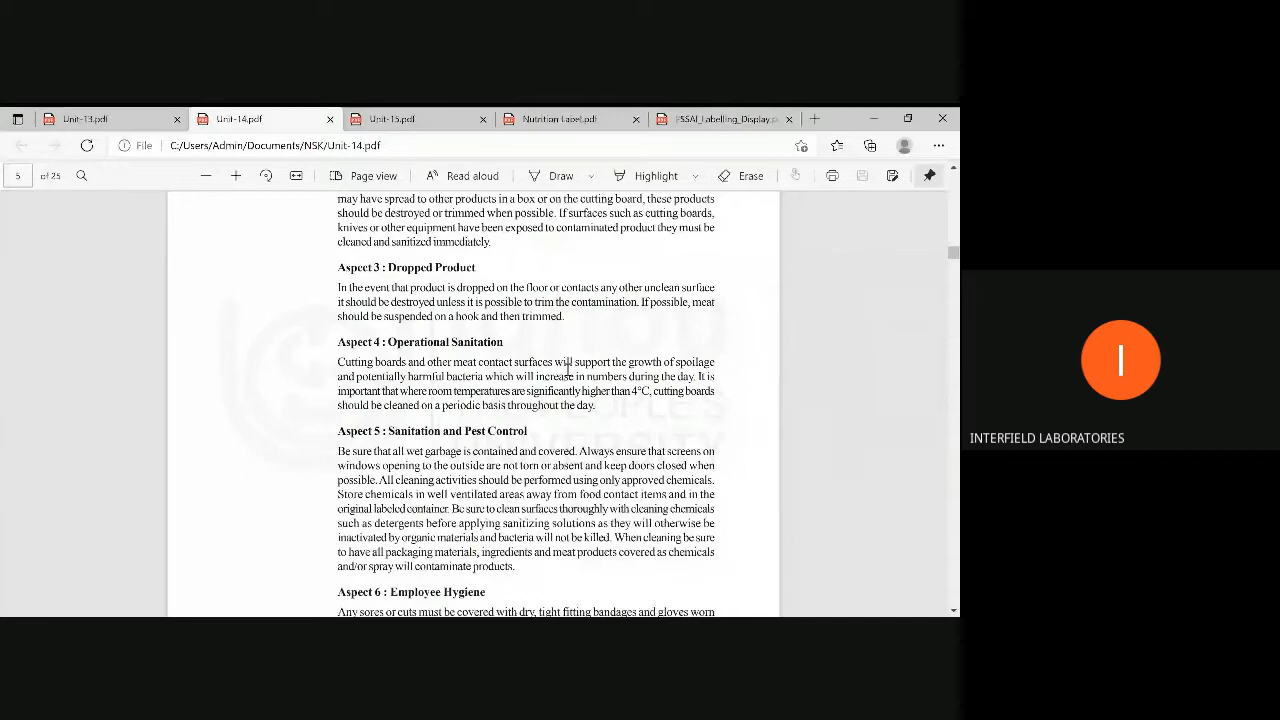 Unit-13.pdf
Unit-14.pdf
Unit-15.pdf
Nutrition Label.pdf
FSSAI_Labelling_Display.p
File
C:/Users/Admin/Documents/NSK/Unit-14.pdf
5
of 25
Page view
Read aloud
Draw
Highlight
Erase
may have spread to other products in a box or on the cutting board, these products
should be destroyed or trimmed when possible. If surfaces such as cutting boards,
knives or other equipment have been exposed to contaminated product they must be
cleaned and sanitized immediately.
Aspect 3 : Dropped Product
In the event that product is dropped on the floor or contacts any other unclean surface
it should be destroyed unless it is possible to trim the contamination. If possible, meat
should be suspended on a hook and then trimmed.
Aspect 4 : Operational Sanitation
Cutting boards and other meat contact surfaces will support the growth of spoilage
and potentially harmful bacteria which will increase in numbers during the day. It is
important that where room temperatures are significantly higher than 4°C, cutting boards
should be cleaned on a periodic basis throughout the day.
Aspect 5 : Sanitation and Pest Control
Be sure that all wet garbage is contained and covered. Always ensure that screens on
windows opening to the outside are not torn or absent and keep doors closed when
possible. All cleaning activities should be performed using only approved chemicals.
Store chemicals in well ventilated areas away from food contact items and in the
original labeled container. Be sure to clean surfaces thoroughly with cleaning chemicals
such as detergents before applying sanitizing solutions as they will otherwise be
inactivated by organic materials and bacteria will not be killed. When cleaning be sure
to have all packaging materials, ingredients and meat products covered as chemicals
and/or spray will contaminate products.
Aspect 6 : Employee Hygiene
Any sores or cuts must be covered with dry, tight fitting bandages and gloves worn
PEOPLE'S
UNIVERSITY
I
INTERFIELD LABORATORIES